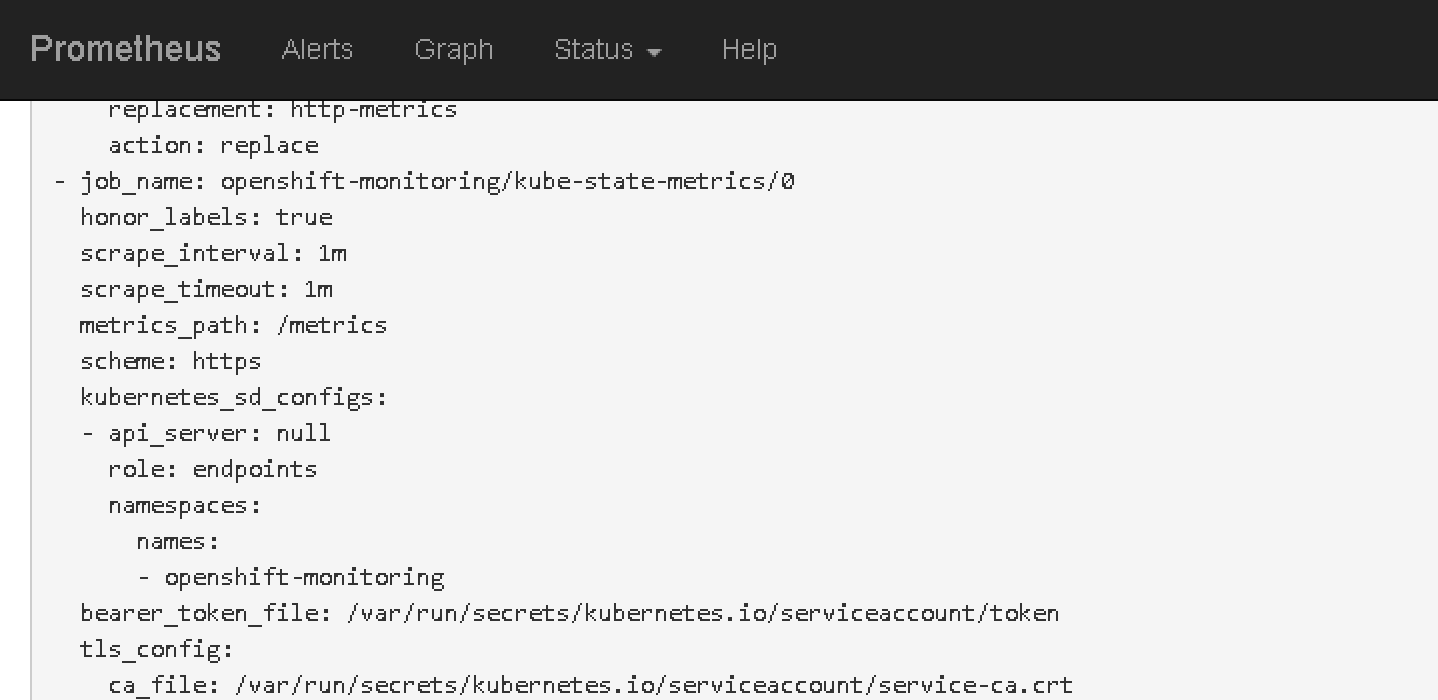 Prometheus Alerts Graph Status Help
replacement: http-metrics
action: replace
- job_name: openshift-monitoring/kube-state-metrics/0
honor_labels: true
scrape_interval: 1m
scrape_timeout: 1m
metrics_path: /metrics
scheme: https
kubernetes_sd_configs:
- api_server: null
role: endpoints
namespaces:
names:
- openshift-monitoring
bearer_token_file: /var/run/secrets/kubernetes.io/serviceaccount/token
tls_config:
ca_file: /var/run/secrets/kubernetes.io/serviceaccount/service-ca.crt